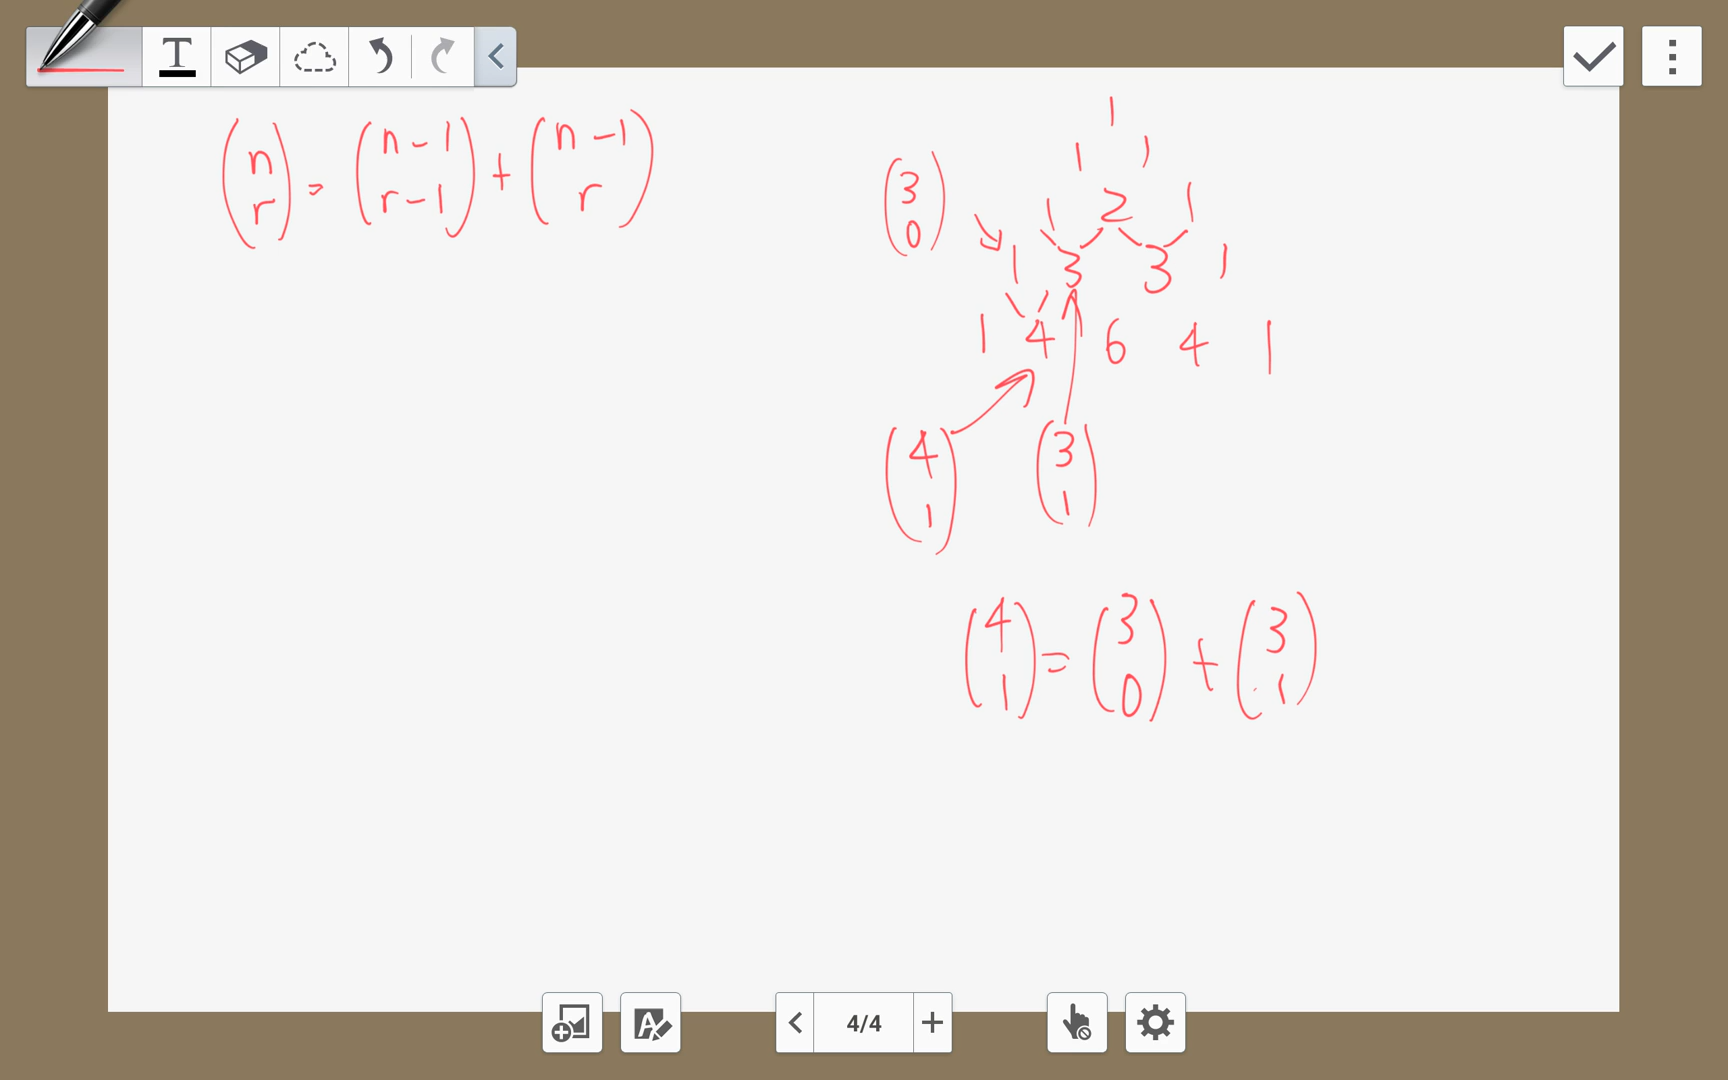 T
(n r) = (n-1 r-1) + (n-1 r)
1
1 1
(3 0)
1 2 1
1 3 3 1
1 4 6 4 1
(4 1) (3 1)
(4 1) = (3 0) + (3 1)
A
4/4